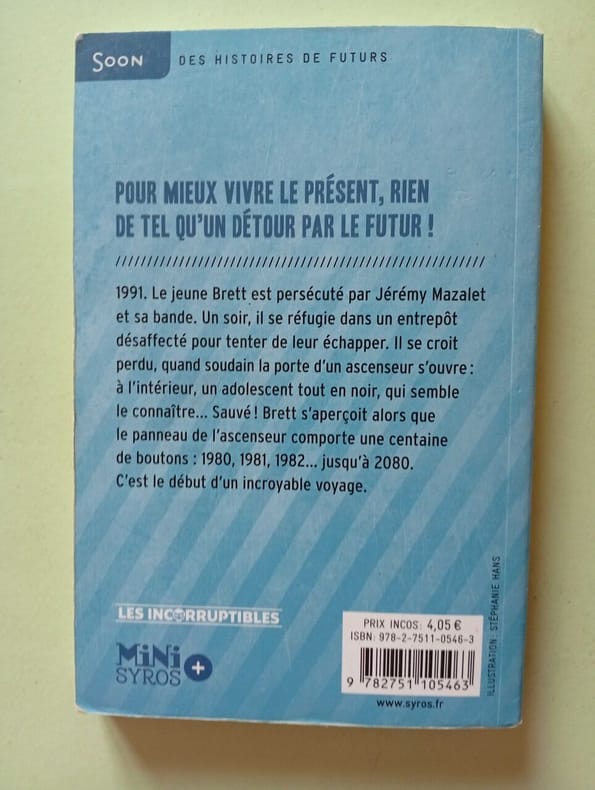 SOON DES HISTOIRES DE FUTURS
POUR MIEUX VIVRE LE PRÉSENT, RIEN
DE TEL QU'UN DÉTOUR PAR LE FUTUR !
1991. Le jeune Brett est persécuté par Jérémy Mazalet
et sa bande. Un soir, il se réfugie dans un entrepôt
désaffecté pour tenter de leur échapper. Il se croit
perdu, quand soudain la porte d'un ascenseur s'ouvre :
à l'intérieur, un adolescent tout en noir, qui semble
le connaître... Sauvé ! Brett s'aperçoit alors que
le panneau de l'ascenseur comporte une centaine
de boutons : 1980, 1981, 1982... jusqu'à 2080.
C'est le début d'un incroyable voyage.
LES INCORRUPTIBLES
MiNi
SYROS +
PRIX INCOS : 4,05 €
ISBN: 978-2-7511-0546-3
9 782751 105463
www.syros.fr
ILLUSTRATION : STÉPHANIE HANS